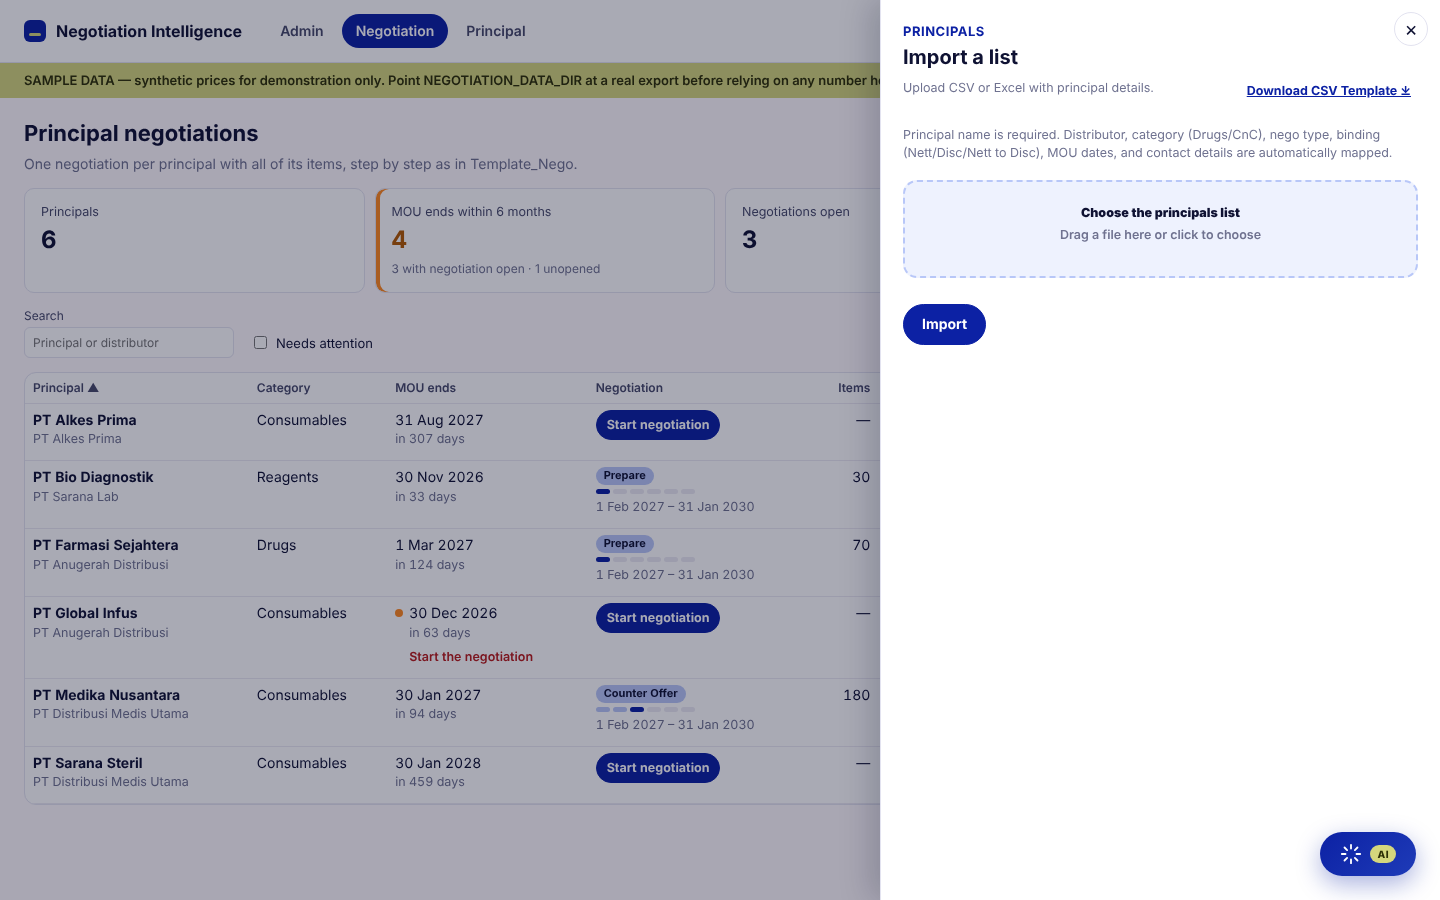 Negotiation Intelligence
Admin
Negotiation
Principal
SAMPLE DATA — synthetic prices for demonstration only. Point NEGOTIATION_DATA_DIR at a real export before relying on any number
Principal negotiations
One negotiation per principal with all of its items, step by step as in Template_Nego.
Principals
6
MOU ends within 6 months
4
3 with negotiation open · 1 unopened
Negotiations open
3
Search
Principal or distributor
Needs attention
Principal ▲ Category MOU ends Negotiation Items
PT Alkes Prima Consumables 31 Aug 2027 Start negotiation —
PT Alkes Prima in 307 days
PT Bio Diagnostik Reagents 30 Nov 2026 Prepare 30
PT Sarana Lab in 33 days 1 Feb 2027 – 31 Jan 2030
PT Farmasi Sejahtera Drugs 1 Mar 2027 Prepare 70
PT Anugerah Distribusi in 124 days 1 Feb 2027 – 31 Jan 2030
PT Global Infus Consumables 30 Dec 2026 Start negotiation —
PT Anugerah Distribusi in 63 days
Start the negotiation
PT Medika Nusantara Consumables 30 Jan 2027 Counter Offer 180
PT Distribusi Medis Utama in 94 days 1 Feb 2027 – 31 Jan 2030
PT Sarana Steril Consumables 30 Jan 2028 Start negotiation —
PT Distribusi Medis Utama in 459 days
PRINCIPALS
Import a list
Upload CSV or Excel with principal details.
Download CSV Template
Principal name is required. Distributor, category (Drugs/CnC), nego type, binding
(Nett/Disc/Nett to Disc), MOU dates, and contact details are automatically mapped.
Choose the principals list
Drag a file here or click to choose
Import
AI